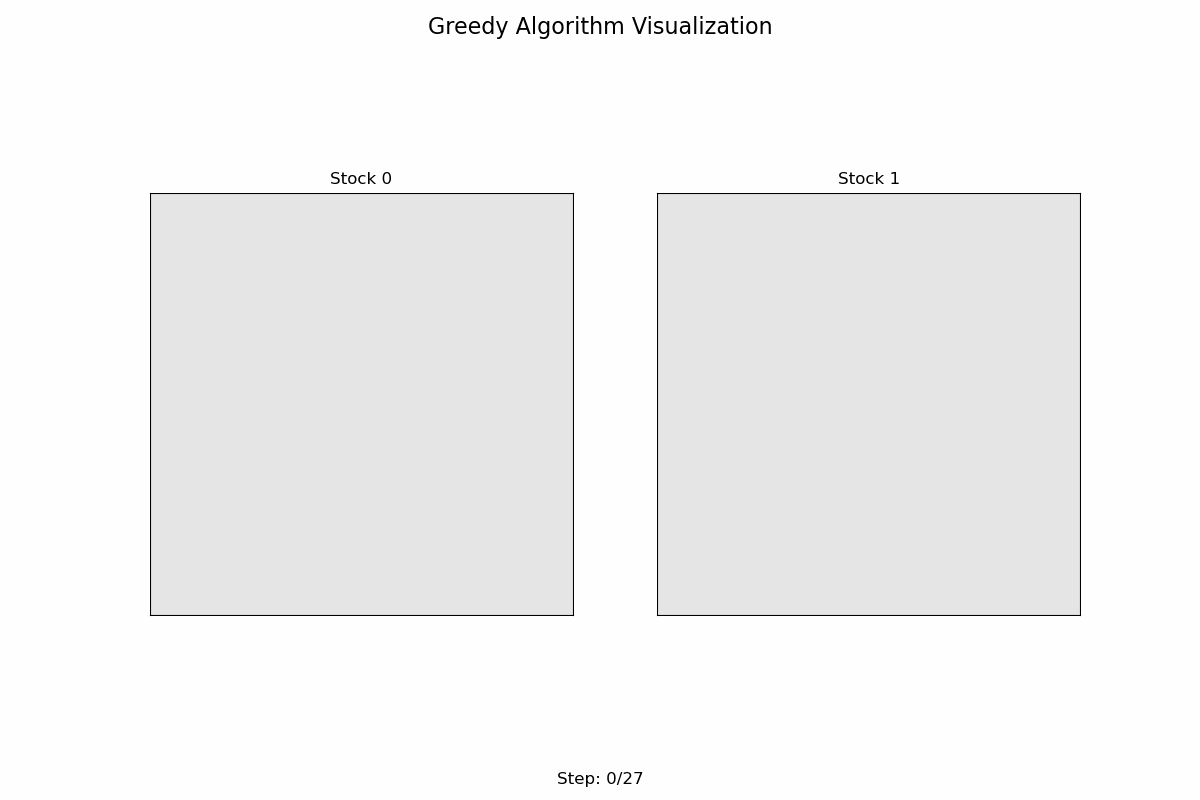 Greedy Algorithm Visualization
Stock 0
Stock 1
Step: 0/27